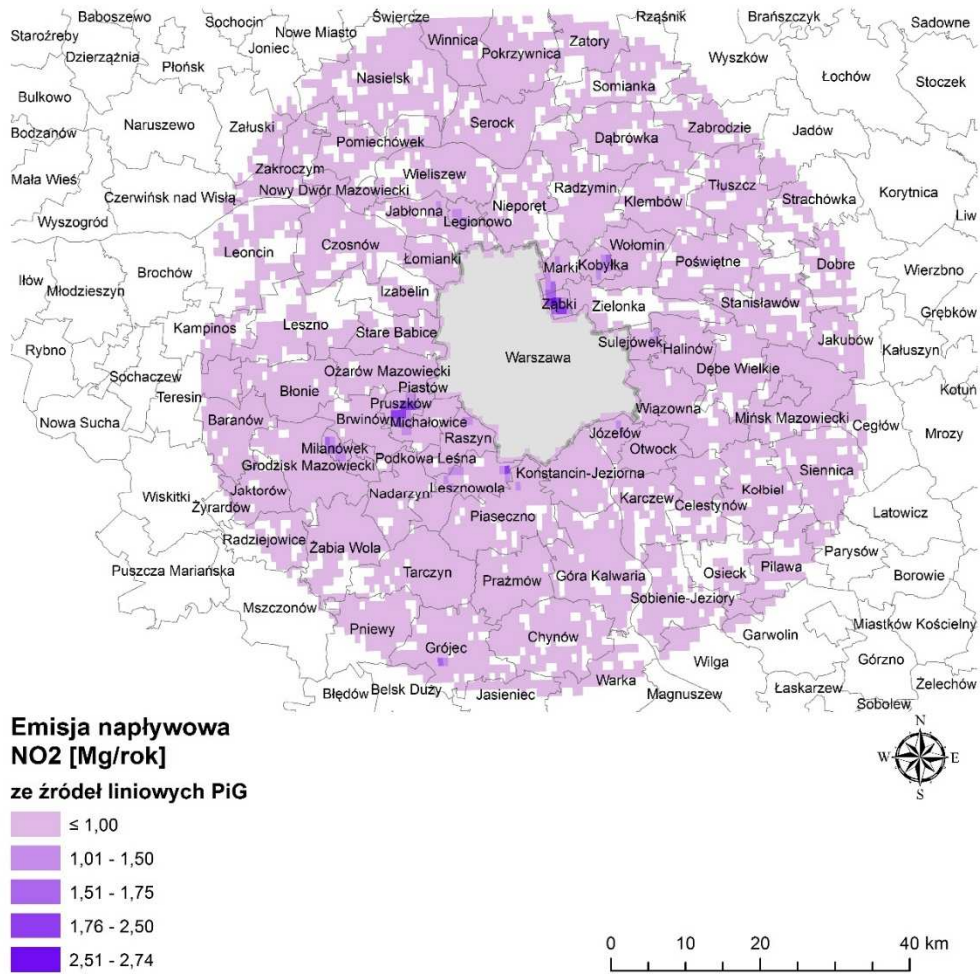 Baboszewo
Sochocin
Świercze
Rząśnik
Brańszczyk
Sadowne
Staroźreby
Dzierzążnia
Nowe Miasto
Joniec
Winnica
Pokrzywnica
Zatory
Wyszków
Łochów
Stoczek
Płońsk
Nasielsk
Somianka
Bulkowo
Naruszewo
Załuski
Serock
Dąbrówka
Zabrodzie
Jadów
Bodzanów
Pomiechówek
Mała Wieś
Zakroczym
Wieliszew
Radzymin
Tłuszcz
Strachówka
Korytnica
Czerwińsk nad Wisłą
Nowy Dwór Mazowiecki
Nieporęt
Klembów
Wyszogród
Jabłonna
Legionowo
Liw
Leoncin
Czosnów
Łomianki
Marki
Kobyłka
Wołomin
Poświętne
Dobre
Wierzbno
Iłów
Młodzieszyn
Brochów
Izabelin
Ząbki
Zielonka
Stanisławów
Grębków
Kampinos
Leszno
Stare Babice
Warszawa
Sulejówek
Halinów
Jakubów
Kałuszyn
Rybno
Sochaczew
Teresin
Błonie
Ożarów Mazowiecki
Piastów
Dębe Wielkie
Kotuń
Nowa Sucha
Baranów
Brwinów
Pruszków
Michałowice
Raszyn
Wiązowna
Mińsk Mazowiecki
Cegłów
Mrozy
Milanówek
Podkowa Leśna
Józefów
Otwock
Grodzisk Mazowiecki
Konstancin-Jeziorna
Siennica
Wiskitki
Jaktorów
Nadarzyn
Lesznowola
Karczew
Celestynów
Kołbiel
Latowicz
Żyrardów
Piaseczno
Radziejowice
Żabia Wola
Parysów
Puszcza Mariańska
Tarczyn
Prażmów
Góra Kalwaria
Osieck
Pilawa
Borowie
Mszczonów
Sobienie-Jeziory
Miastków Kościelny
Pniewy
Grójec
Chynów
Garwolin
Górzno
Wilga
Błędów
Belsk Duży
Jasieniec
Warka
Magnuszew
Łaskarzew
Żelechów
Sobolew
Emisja napływowa
NO2 [Mg/rok]
ze źródeł liniowych PiG
≤ 1,00
1,01 - 1,50
1,51 - 1,75
1,76 - 2,50
2,51 - 2,74
N
W E
S
0 10 20 40 km